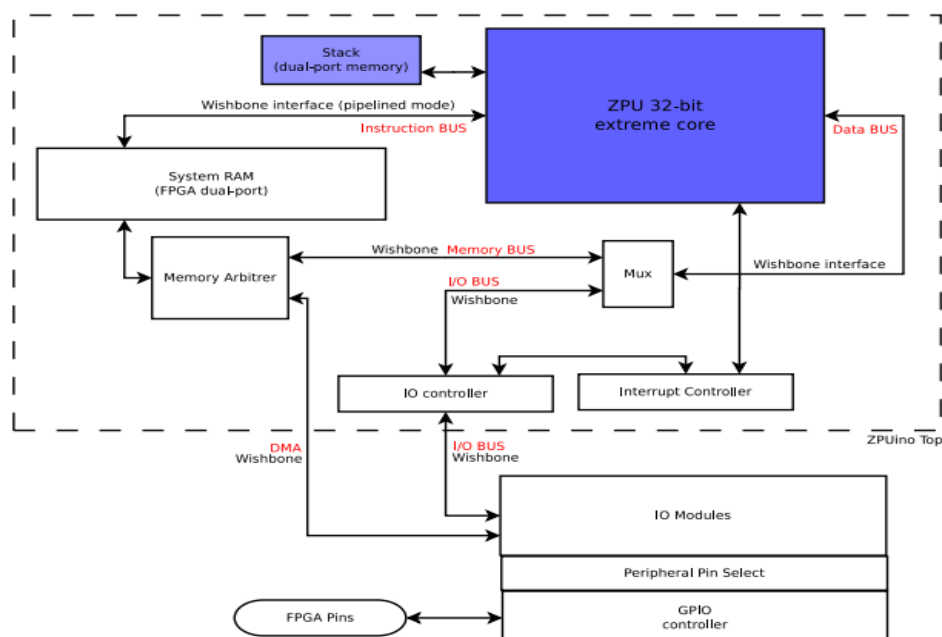 Stack
(dual-port memory)
ZPU 32-bit
extreme core
Wishbone interface (pipelined mode)
Instruction BUS
Data BUS
System RAM
(FPGA dual-port)
Wishbone Memory BUS
Memory Arbitrer
Mux
Wishbone interface
I/O BUS
Wishbone
IO controller
Interrupt Controller
ZPUino Top
DMA
Wishbone
I/O BUS
Wishbone
IO Modules
Peripheral Pin Select
FPGA Pins
GPIO
controller